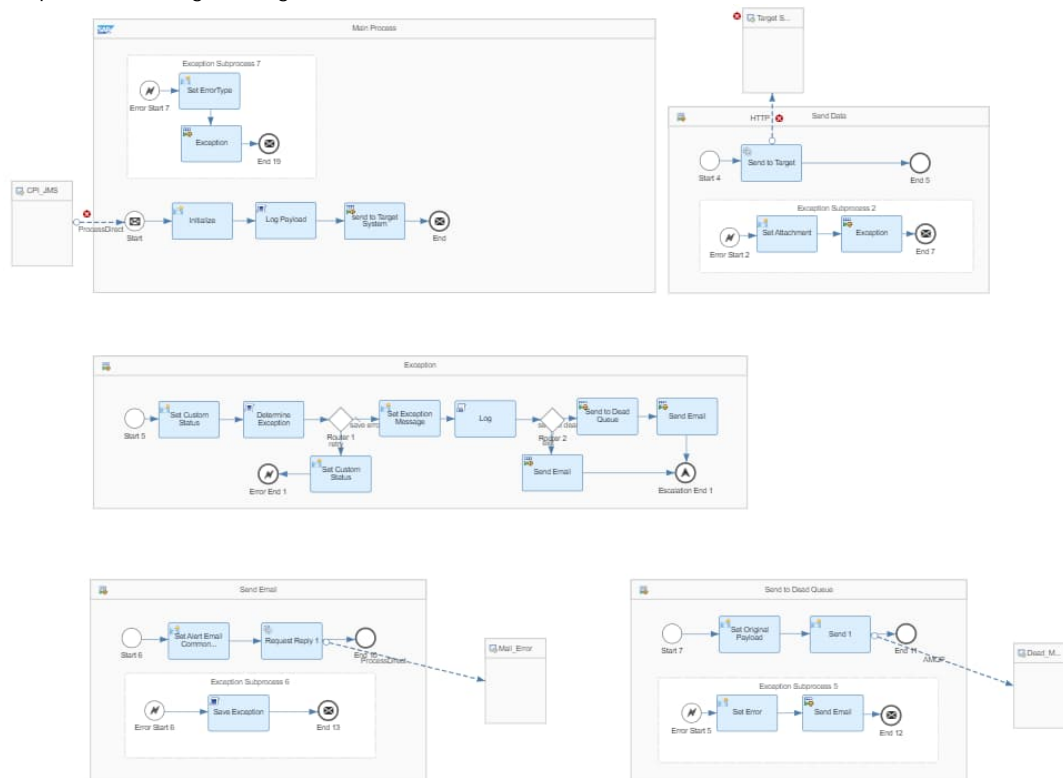 SAP
Main Process
Exception Subprocess 7
Set ErrorType
Error Start 7
Exception
End 19
CPI_JMS
ProcessDirect
Start
Initialize
Log Payload
Send to Target
System
End
Target S...
HTTP
Send Data
Send to Target
Start 4
End 5
Exception Subprocess 2
Set Attachment
Exception
Error Start 2
End 7
Exception
Start 5
Set Custom
Status
Determine
Exception
Router 1
retry
Set Exception
Message
Log
Router 2
Send to Dead
Queue
Send Email
Error End 1
Set Custom
Status
Send Email
Escalation End 1
Send Email
Start 6
Set Alert Email
Common...
Request Reply 1
ProcessDirect
Mail_Error
Exception Subprocess 6
Error Start 6
Save Exception
End 13
Send to Dead Queue
Start 7
Set Original
Payload
Send 1
End 11
AMQP
Dead_M...
Exception Subprocess 5
Error Start 5
Set Error
Send Email
End 12